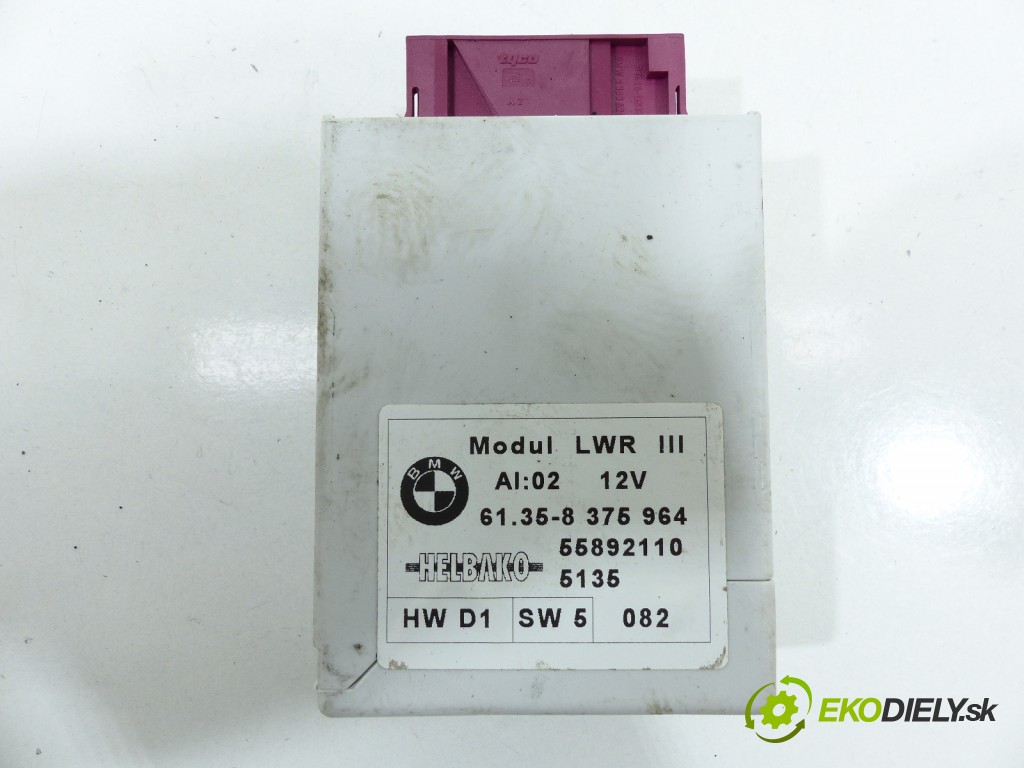 tyco
Modul LWR III
BMW
AI:02 12V
61.35-8 375 964
55892110
HELBAKO
5135
HW D1 SW 5 082
EKODIELY.sk